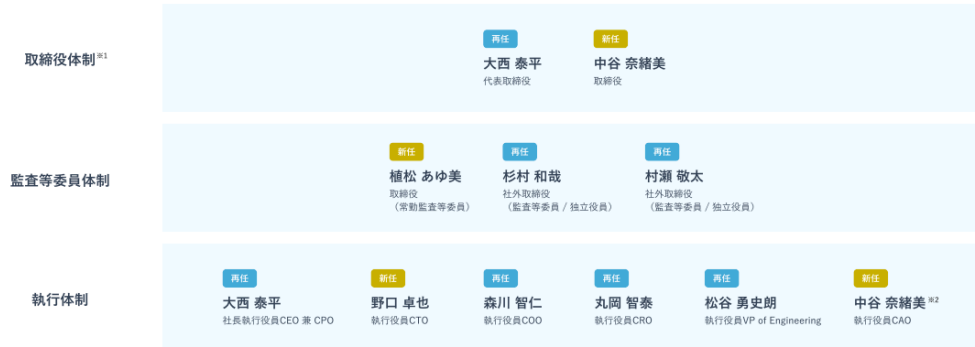 取締役体制※1
再任
大西 泰平
代表取締役
新任
中谷 奈緒美
取締役
監査等委員体制
新任
植松 あゆ美
取締役
（常勤監査等委員）
再任
杉村 和哉
社外取締役
（監査等委員 / 独立役員）
再任
村瀬 敬太
社外取締役
（監査等委員 / 独立役員）
執行体制
再任
大西 泰平
社長執行役員CEO 兼 CPO
新任
野口 卓也
執行役員CTO
再任
森川 智仁
執行役員COO
再任
丸岡 智泰
執行役員CRO
再任
松谷 勇史朗
執行役員VP of Engineering
新任
中谷 奈緒美※2
執行役員CAO